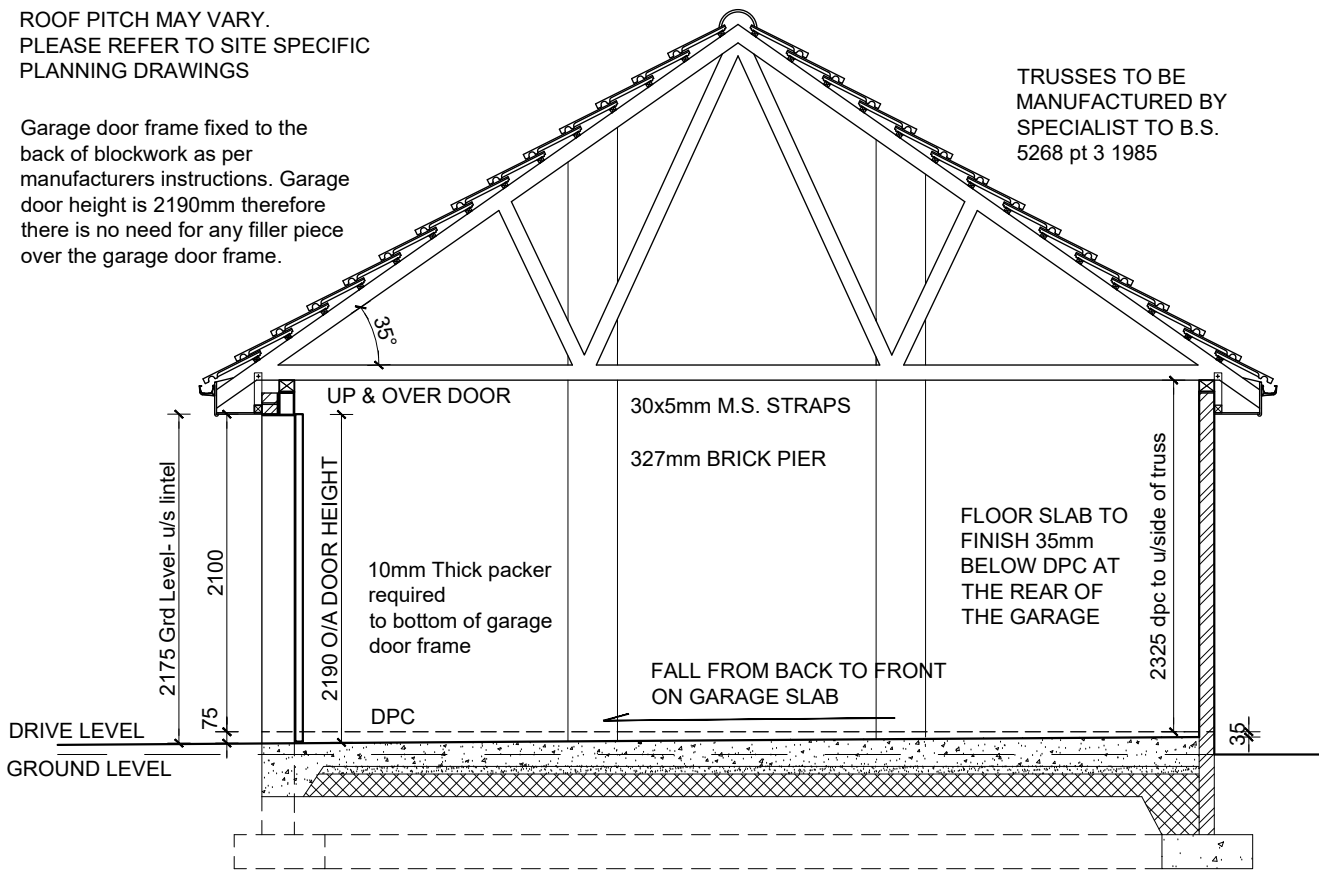 ROOF PITCH MAY VARY.
PLEASE REFER TO SITE SPECIFIC
PLANNING DRAWINGS
Garage door frame fixed to the
back of blockwork as per
manufacturers instructions. Garage
door height is 2190mm therefore
there is no need for any filler piece
over the garage door frame.
TRUSSES TO BE
MANUFACTURED BY
SPECIALIST TO B.S.
5268 pt 3 1985
35°
UP & OVER DOOR
30x5mm M.S. STRAPS
327mm BRICK PIER
2175 Grd Level- u/s lintel
2100
75
2190 O/A DOOR HEIGHT
10mm Thick packer
required
to bottom of garage
door frame
FLOOR SLAB TO
FINISH 35mm
BELOW DPC AT
THE REAR OF
THE GARAGE
2325 dpc to u/side of truss
35
FALL FROM BACK TO FRONT
ON GARAGE SLAB
DPC
DRIVE LEVEL
GROUND LEVEL